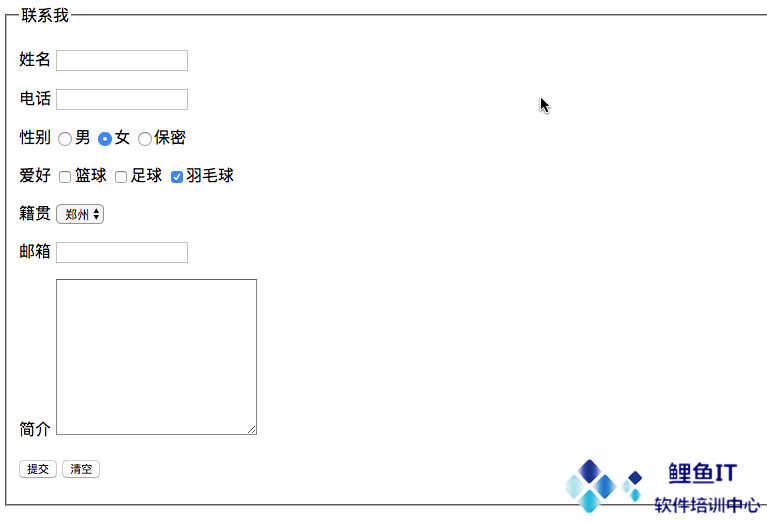 联系我
姓名
电话
性别 男 女 保密
爱好 篮球 足球 羽毛球
籍贯 郑州
邮箱
简介
提交 清空
鲤鱼IT
软件培训中心